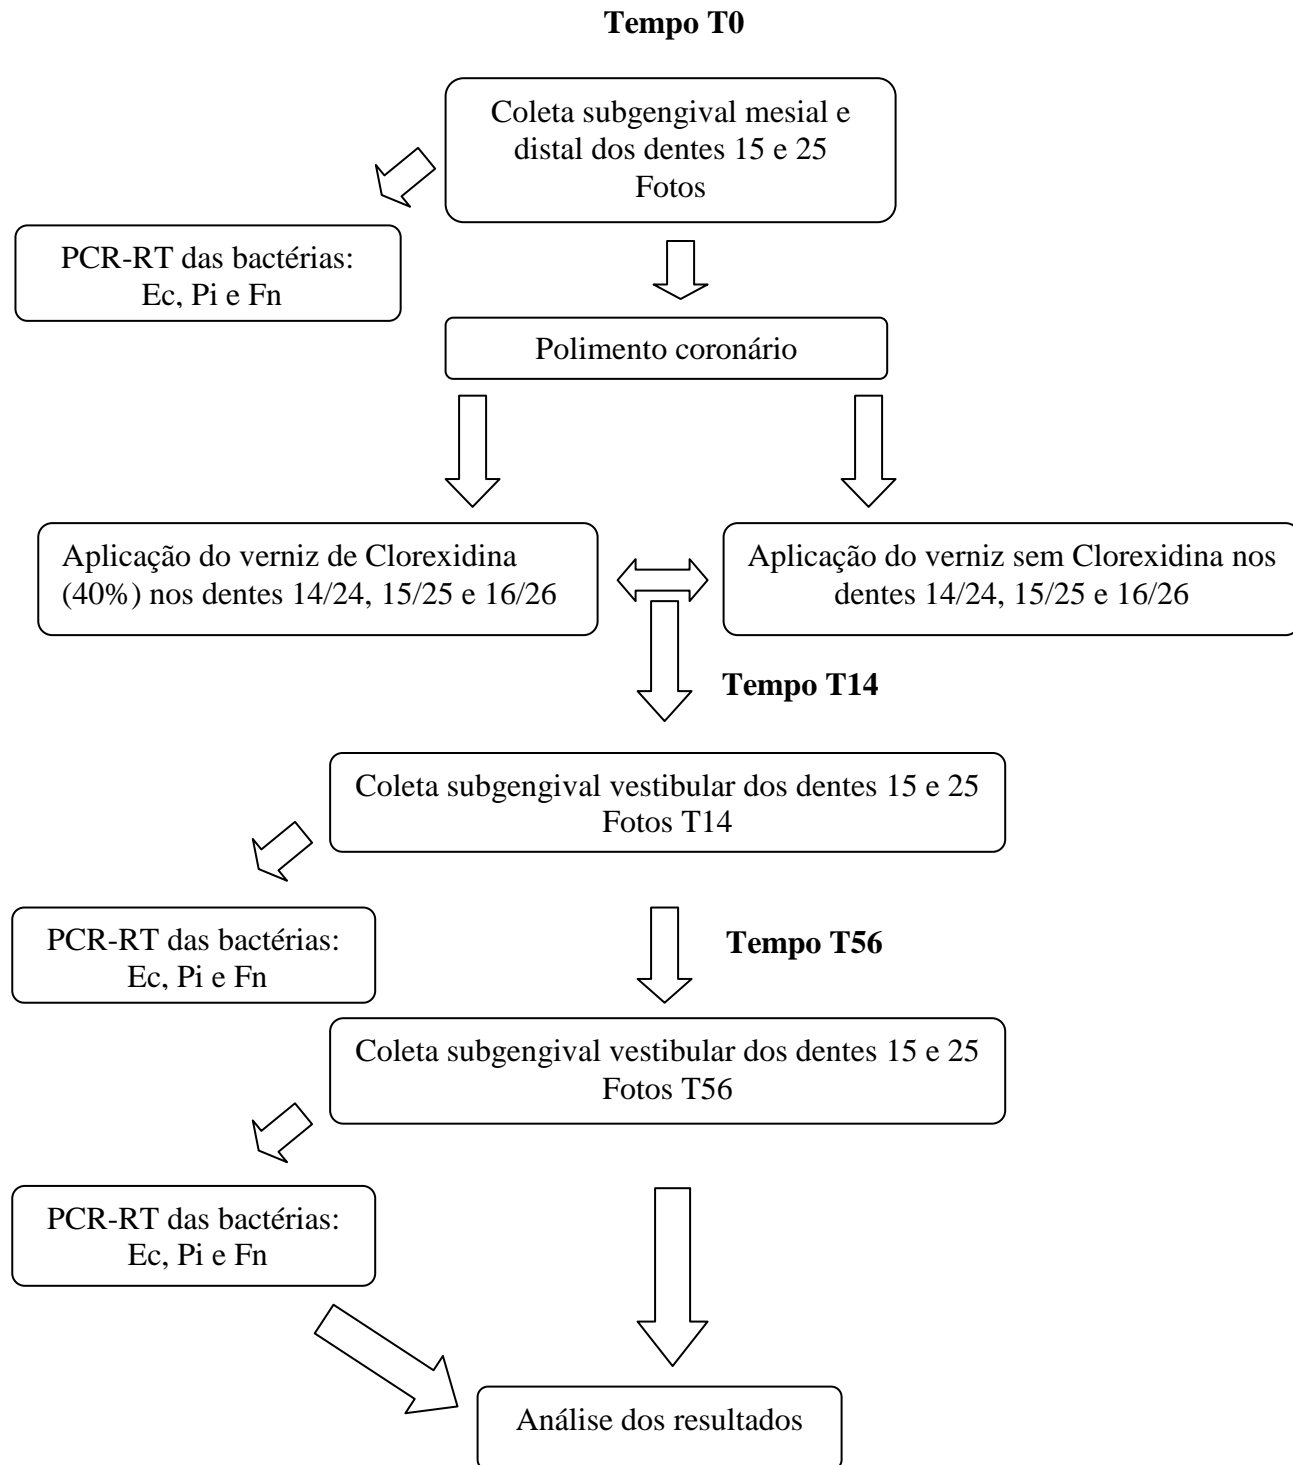 Tempo T0
Coleta subgengival mesial e
distal dos dentes 15 e 25
Fotos
PCR-RT das bactérias:
Ec, Pi e Fn
Polimento coronário
Aplicação do verniz de Clorexidina
(40%) nos dentes 14/24, 15/25 e 16/26
Aplicação do verniz sem Clorexidina nos
dentes 14/24, 15/25 e 16/26
Tempo T14
Coleta subgengival vestibular dos dentes 15 e 25
Fotos T14
PCR-RT das bactérias:
Ec, Pi e Fn
Tempo T56
Coleta subgengival vestibular dos dentes 15 e 25
Fotos T56
PCR-RT das bactérias:
Ec, Pi e Fn
Análise dos resultados